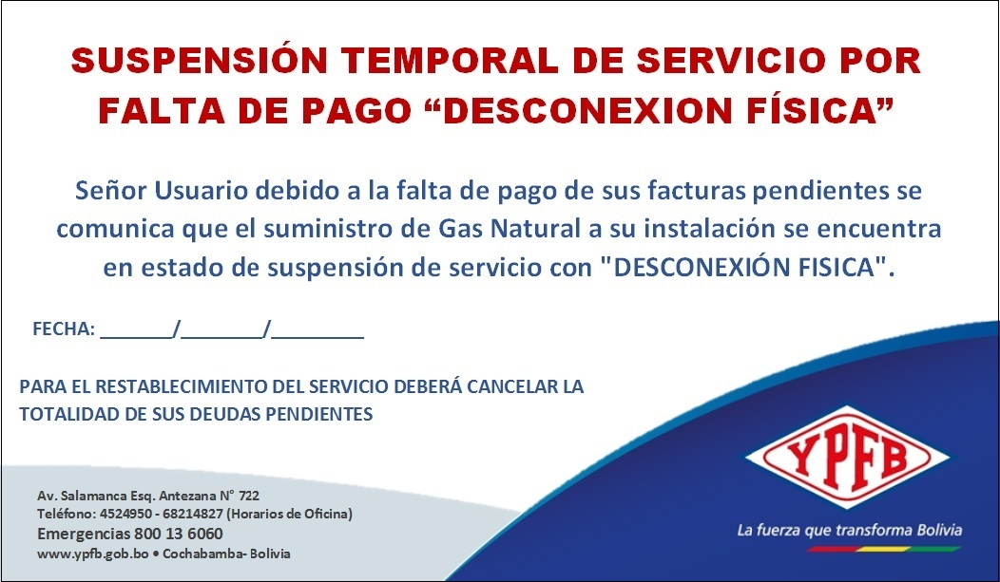 SUSPENSIÓN TEMPORAL DE SERVICIO POR
FALTA DE PAGO “DESCONEXION FÍSICA”
Señor Usuario debido a la falta de pago de sus facturas pendientes se
comunica que el suministro de Gas Natural a su instalación se encuentra
en estado de suspensión de servicio con "DESCONEXIÓN FISICA".
FECHA: _______/________/_________
PARA EL RESTABLECIMIENTO DEL SERVICIO DEBERÁ CANCELAR LA
TOTALIDAD DE SUS DEUDAS PENDIENTES
YPFB
La fuerza que transforma Bolivia
Av. Salamanca Esq. Antezana N° 722
Teléfono: 4524950 - 68214827 (Horarios de Oficina)
Emergencias 800 13 6060
www.ypfb.gob.bo • Cochabamba- Bolivia